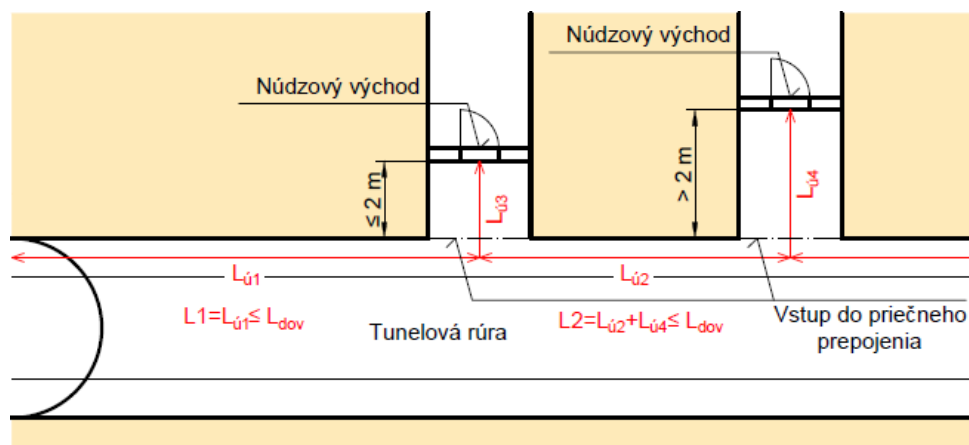 Núdzový východ
Núdzový východ
≤ 2 m
Lú3
> 2 m
Lú4
Lú1
Lú2
L1=Lú1≤ Ldov
Tunelová rúra
L2=Lú2+Lú4≤ Ldov
Vstup do priečneho
prepojenia